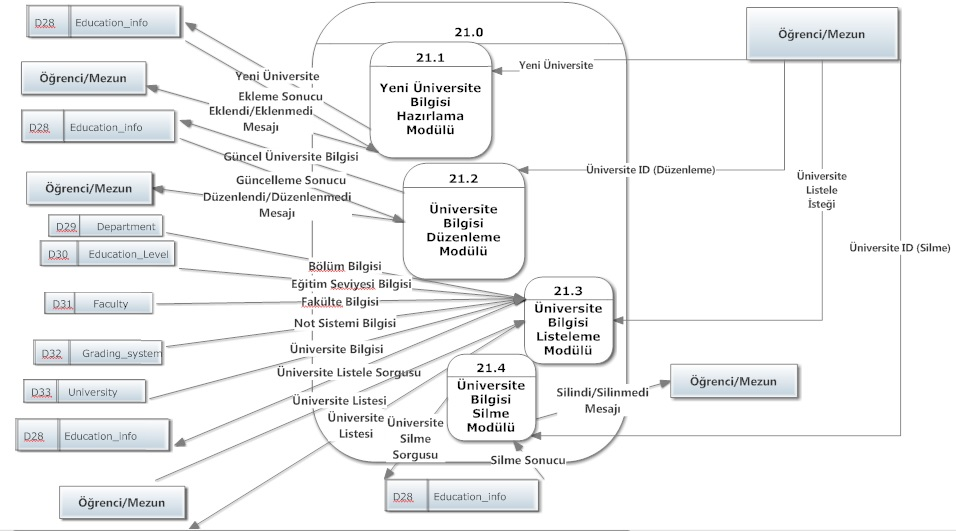 D28 Education_info
21.0
Öğrenci/Mezun
21.1
Yeni Üniversite
Bilgisi
Hazırlama
Modülü
Yeni Üniversite
Yeni Üniversite
Öğrenci/Mezun
Ekleme Sonucu
Eklendi/Eklenmedi
Mesajı
D28 Education_info
Güncel Üniversite Bilgisi
21.2
Üniversite
Bilgisi
Düzenleme
Modülü
Üniversite ID (Düzenleme)
Üniversite
Listele
İsteği
Öğrenci/Mezun
Güncelleme Sonucu
Düzenlendi/Düzenlenmedi
Mesajı
D29 Department
D30 Education_Level
Üniversite ID (Silme)
Bölüm Bilgisi
Eğitim Seviyesi Bilgisi
D31 Faculty
Fakülte Bilgisi
21.3
Üniversite
Bilgisi
Listeleme
Modülü
Not Sistemi Bilgisi
D32 Grading_system
Üniversite Bilgisi
D33 University
Üniversite Listele Sorgusu
21.4
Üniversite
Bilgisi
Silme
Modülü
Öğrenci/Mezun
Silindi/Silinmedi
Mesajı
Üniversite Listesi
D28 Education_info
Üniversite
Listesi
Üniversite
Silme
Sorgusu
Silme Sonucu
Öğrenci/Mezun
D28 Education_info